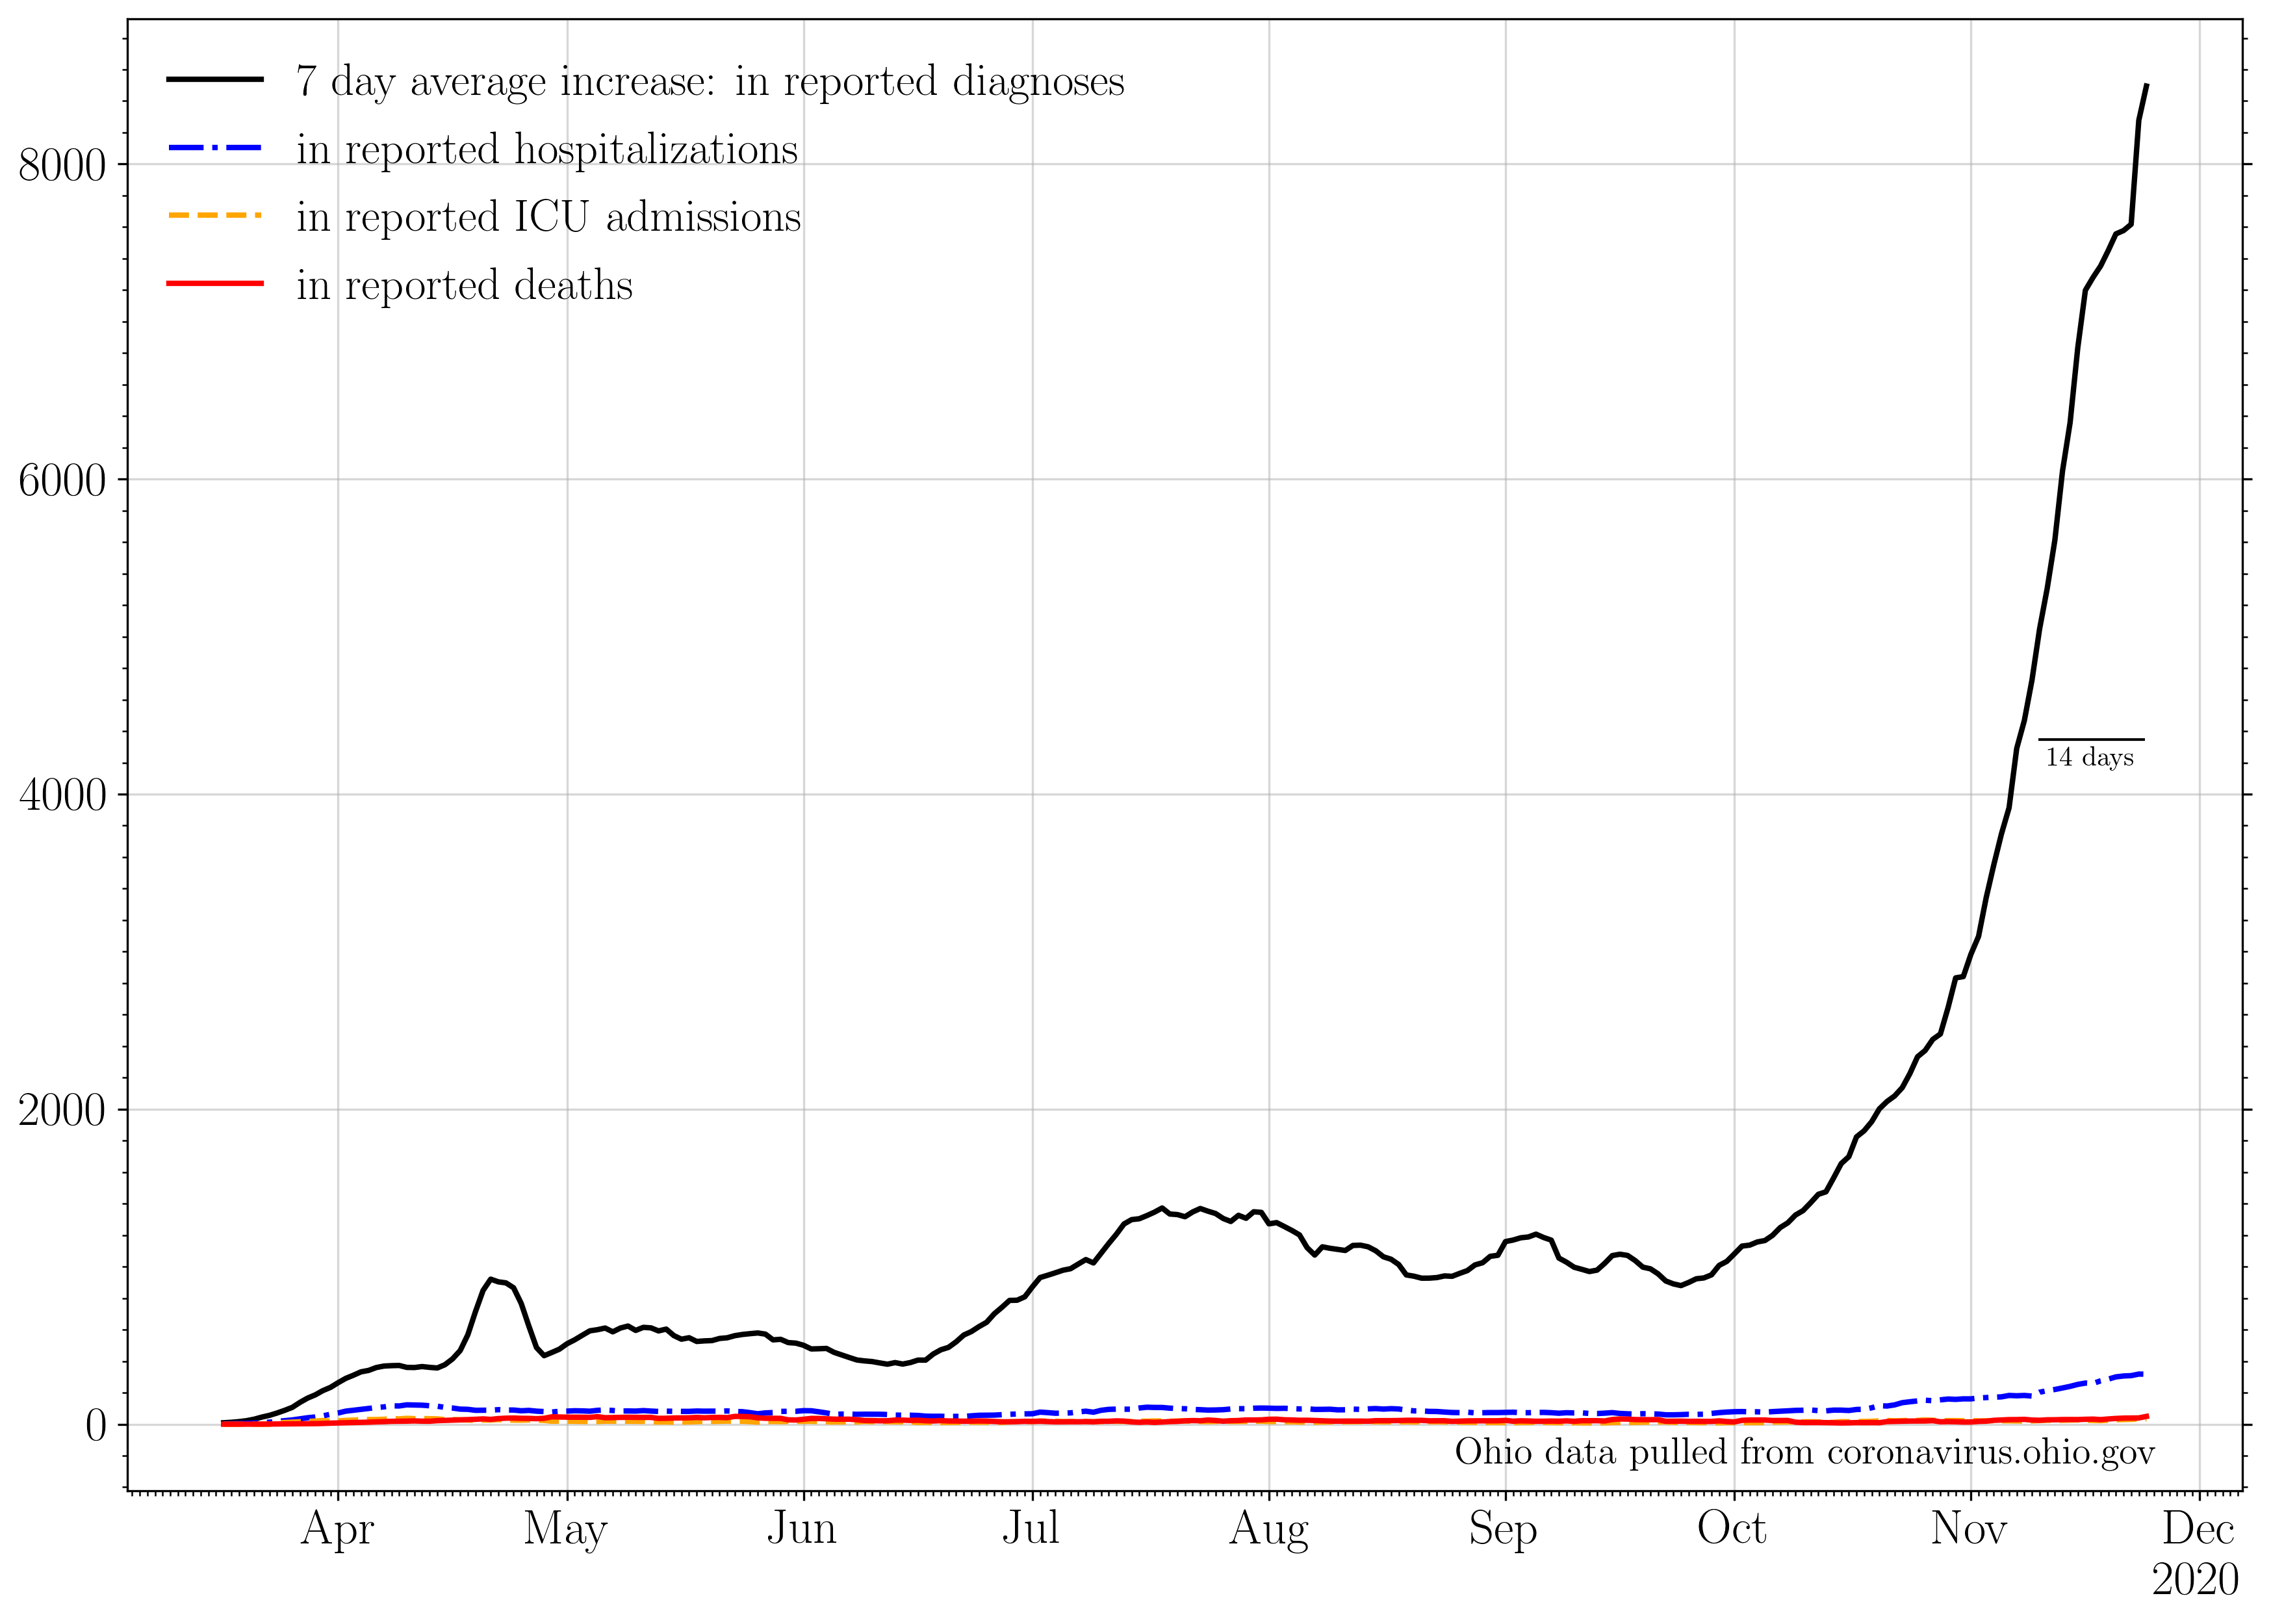 7 day average increase: in reported diagnoses
in reported hospitalizations
in reported ICU admissions
in reported deaths
8000
6000
4000
2000
0
14 days
Ohio data pulled from coronavirus.ohio.gov
Apr May Jun Jul Aug Sep Oct Nov Dec
2020